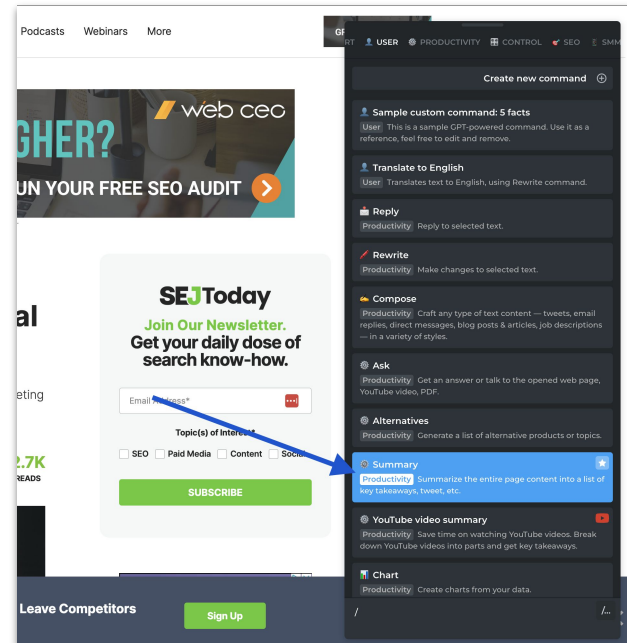 Podcasts Webinars More
web ceo
GHER?
UN YOUR FREE SEO AUDIT
al
eting
2.7K
READS
SEJToday
Join Our Newsletter.
Get your daily dose of
search know-how.
Email Address*
Topic(s) of Interest*
SEO Paid Media Content Social
SUBSCRIBE
Leave Competitors
Sign Up
RT USER PRODUCTIVITY CONTROL SEO SMM
Create new command
Sample custom command: 5 facts
User This is a sample GPT-powered command. Use it as a
reference, feel free to edit and remove.
Translate to English
User Translates text to English, using Rewrite command.
Reply
Productivity Reply to selected text.
Rewrite
Productivity Make changes to selected text.
Compose
Productivity Craft any type of text content — tweets, email
replies, direct messages, blog posts & articles, job descriptions
— in a variety of styles.
Ask
Productivity Get an answer or talk to the opened web page,
YouTube video, PDF.
Alternatives
Productivity Generate a list of alternative products or topics.
Summary
Productivity Summarize the entire page content into a list of
key takeaways, tweet, etc.
YouTube video summary
Productivity Save time on watching YouTube videos. Break
down YouTube videos into parts and get key takeaways.
Chart
Productivity Create charts from your data.
/ /...